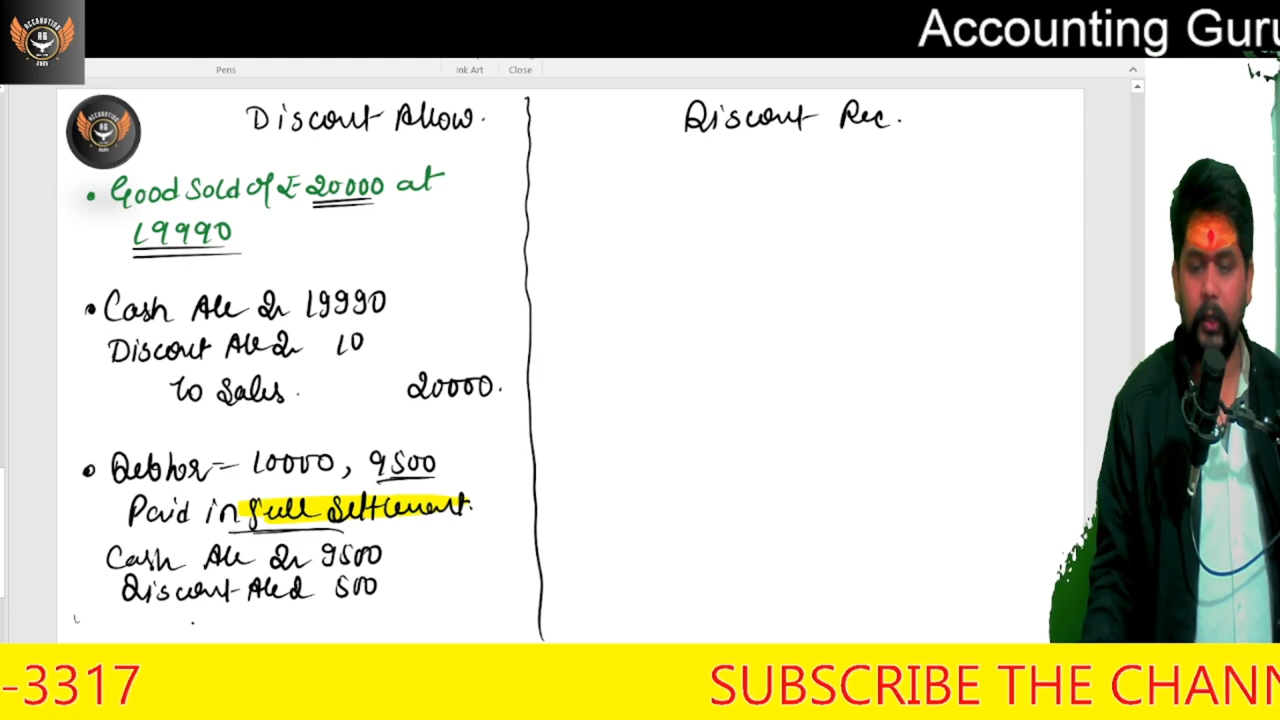 Accounting Guru
Pens
Ink Art
Close
Discount Allow.
Discount Rec.
• Good Sold of ₹ 20000 at
19990
• Cash A/c Dr 19990
Discount A/c Dr 10
To Sales. 20000.
• Debtor = 10000, 9500
Paid in full Settlement.
Cash A/c Dr 9500
Discount A/c D 500
-3317
SUBSCRIBE THE CHANN